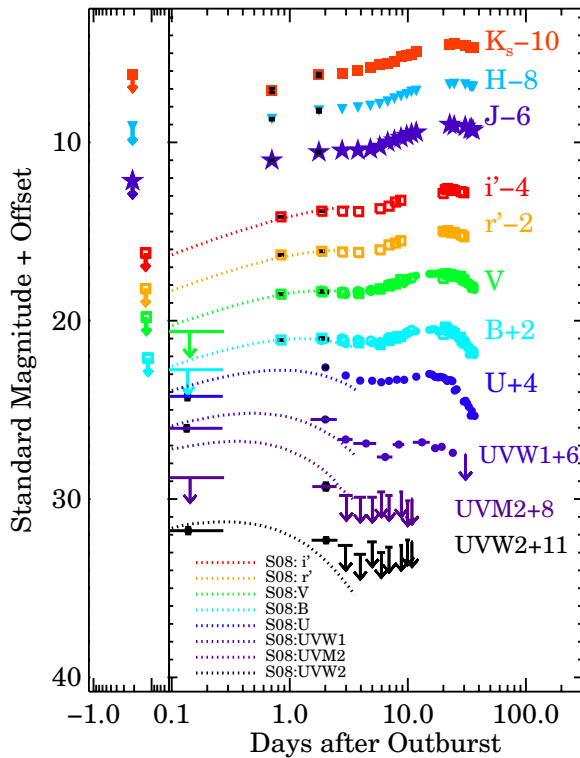 K_s−10
H−8
J−6
i'−4
r'−2
V
B+2
U+4
UVW1+6
UVM2+8
UVW2+11
10
20
30
40
Standard Magnitude + Offset
S08: i'
S08: r'
S08:V
S08:B
S08:U
S08:UVW1
S08:UVM2
S08:UVW2
−1.0 0.1 1.0 10.0 100.0
Days after Outburst